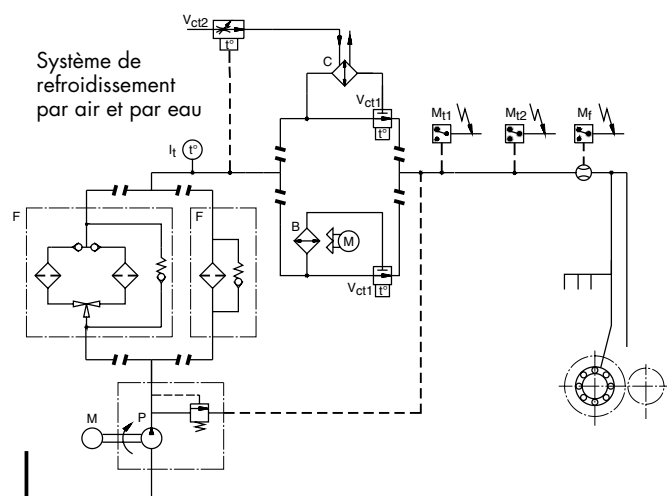 Vct2
t°
Système de
refroidissement
par air et par eau
C
Vct1
t°
Mt1
Mt2
Mf
It
t°
F
F
B
M
Vct1
t°
M
P